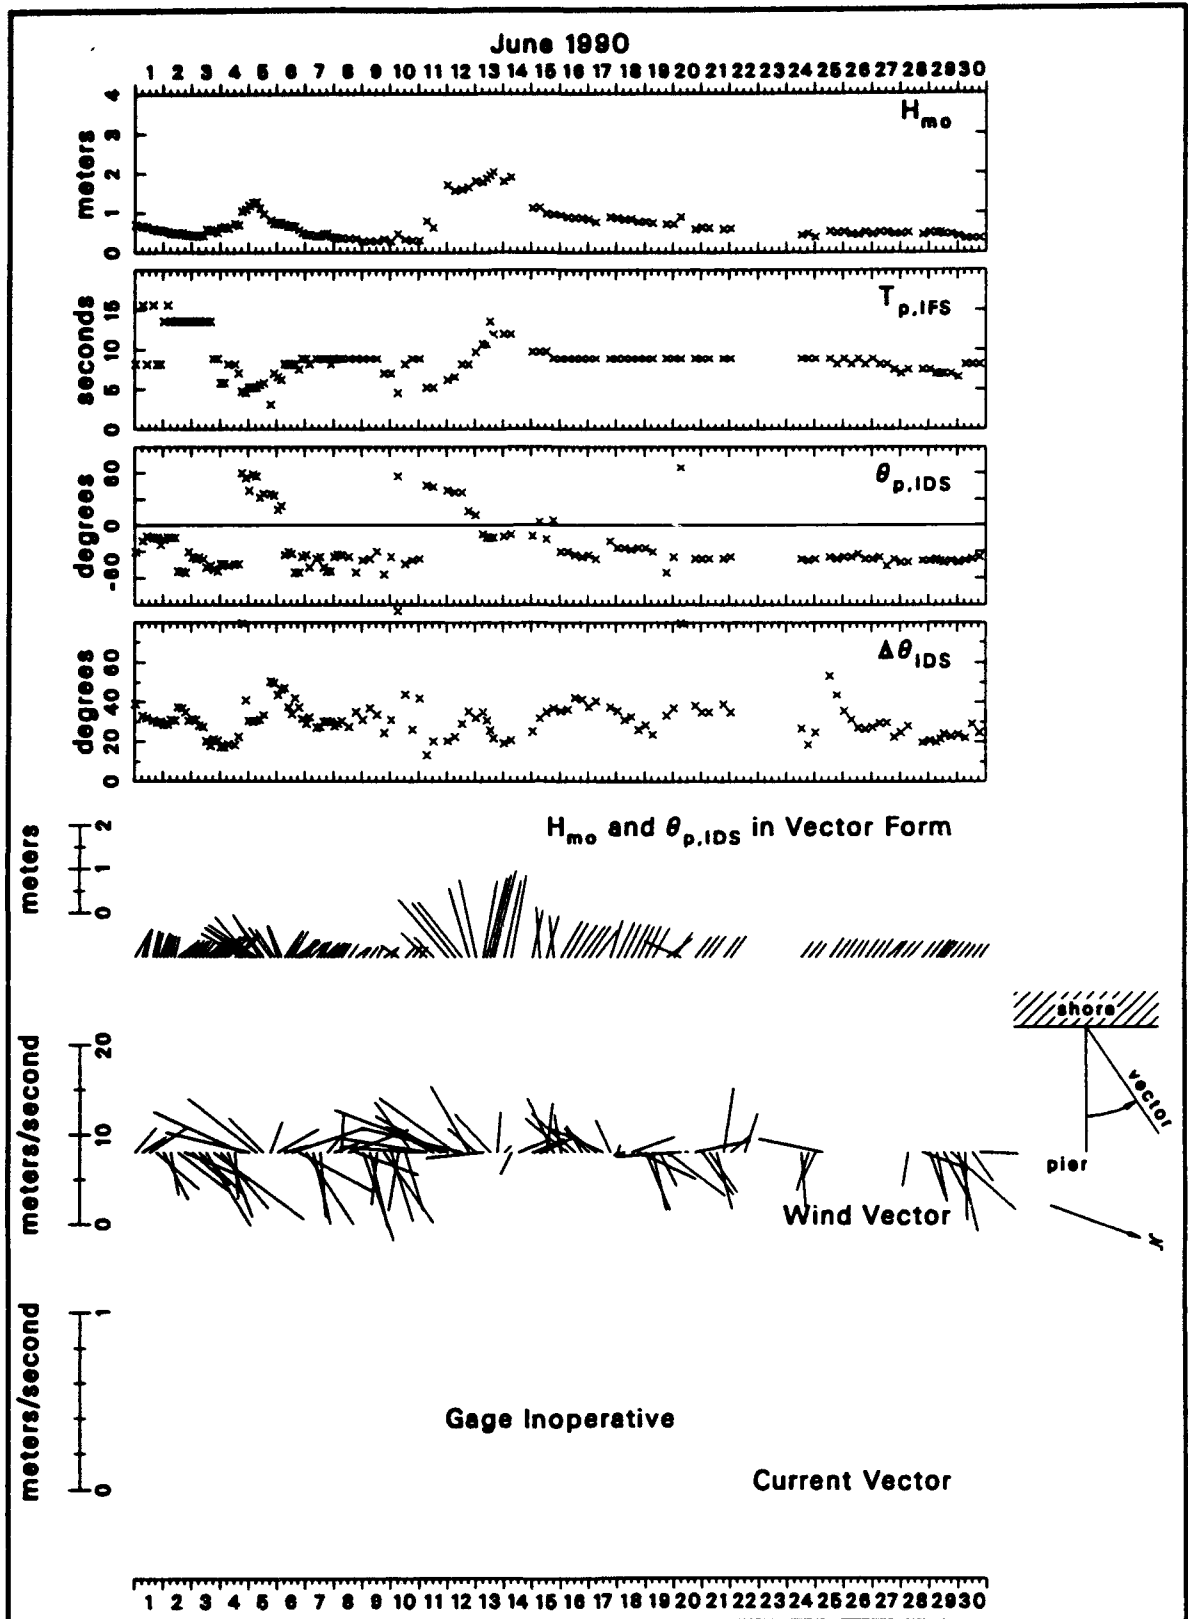 June 1990
1 2 3 4 5 6 7 8 9 10 11 12 13 14 15 16 17 18 19 20 21 22 23 24 25 26 27 28 29 30
meters
4
3
2
1
0
H mo
seconds
15
10
5
0
T p,IFS
degrees
60
0
-60
θ p,IDS
degrees
60
40
20
0
Δθ IDS
meters
2
1
0
H mo and θ p,IDS in Vector Form
shore
vector
pier
N
meters/second
20
10
0
Wind Vector
meters/second
1
0
Gage Inoperative
Current Vector
1 2 3 4 5 6 7 8 9 10 11 12 13 14 15 16 17 18 19 20 21 22 23 24 25 26 27 28 29 30